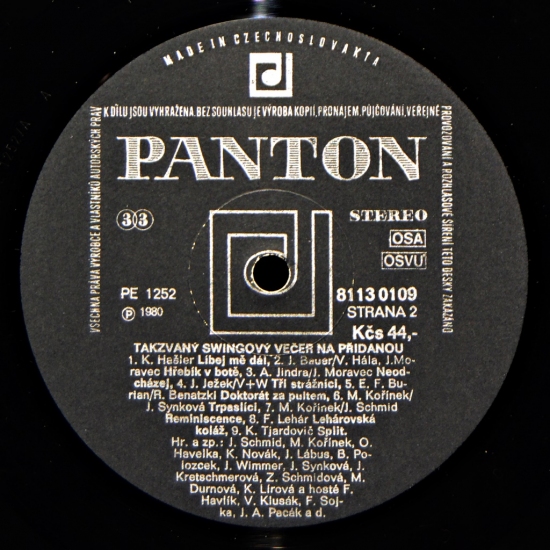 MADE IN CZECHOSLOVAKTA
VŠECHNA PRÁVA VÝROBCE A VLASTNÍKŮ AUTORSKÝCH PRÁV
K DÍLU JSOU VYHRAŽENA. BEZ SOUHLASU JE VÝROBA KOPIÍ, PRONÁJEM, PŮJČOVÁNÍ, VEŘEJNÉ
PROVOZOVÁNÍ A ROZHLASOVÉ ŠÍŘENÍ TÉTO DESKY ZAKÁZÁNO
PANTON
33
STEREO
OSA
OSVU
PE 1252
Ⓟ 1980
8113 0109
STRANA 2
Kčs 44,-
TAKZVANÝ SWINGOVÝ VEČER NA PŘIDANOU
1. K. Hašler Líbej mě dál, 2. J. Bauer/V. Hála, J.Mo-
ravec Hřebík v botě, 3. A. Jindra/J. Moravec Neod-
cházej, 4. J. Ježek/V+W Tři strážníci, 5. E. F. Bu-
rian/R. Benatzki Doktorát za pultem, 6. M. Kořínek/
J. Synková Trpaslíci, 7. M. Kořínek/J. Schmid
Reminiscence, 8. F. Lehár Lehárovská
koláž, 9. K. Tjardovič Split.
Hr. a zp.: J. Schmid, M. Kořínek, O.
Havelka, K. Novák, J. Lábus, B. Po-
lozcek, J. Wimmer, J. Synková, J.
Kretschmerová, Z. Schmidová, M.
Durnová, K. Lírová a hosté F.
Havlík, V. Klusák, F. Soj-
ka, J. A. Pacák a d.